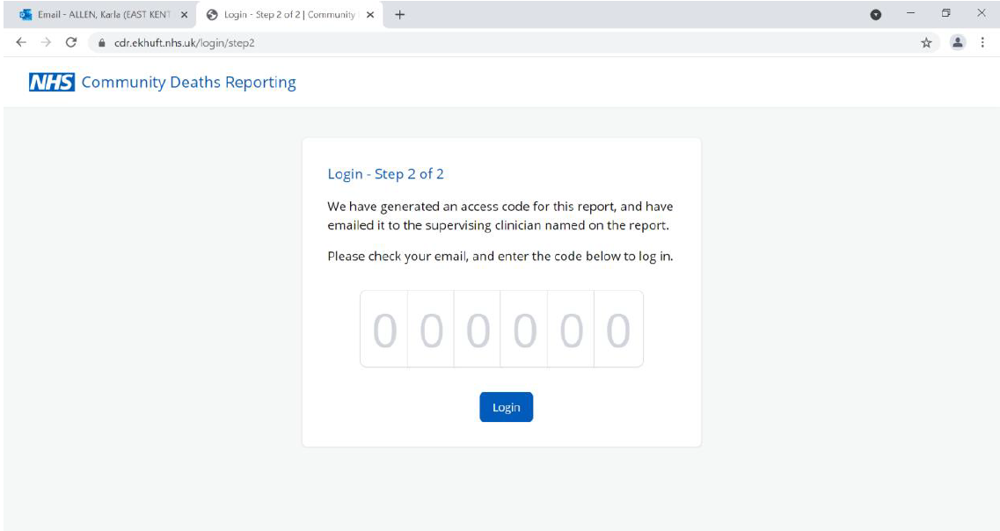 Email - ALLEN, Karla (EAST KENT
Login - Step 2 of 2 | Community
cdr.ekhuft.nhs.uk/login/step2
NHS Community Deaths Reporting
Login - Step 2 of 2
We have generated an access code for this report, and have
emailed it to the supervising clinician named on the report.
Please check your email, and enter the code below to log in.
0 0 0 0 0 0
Login